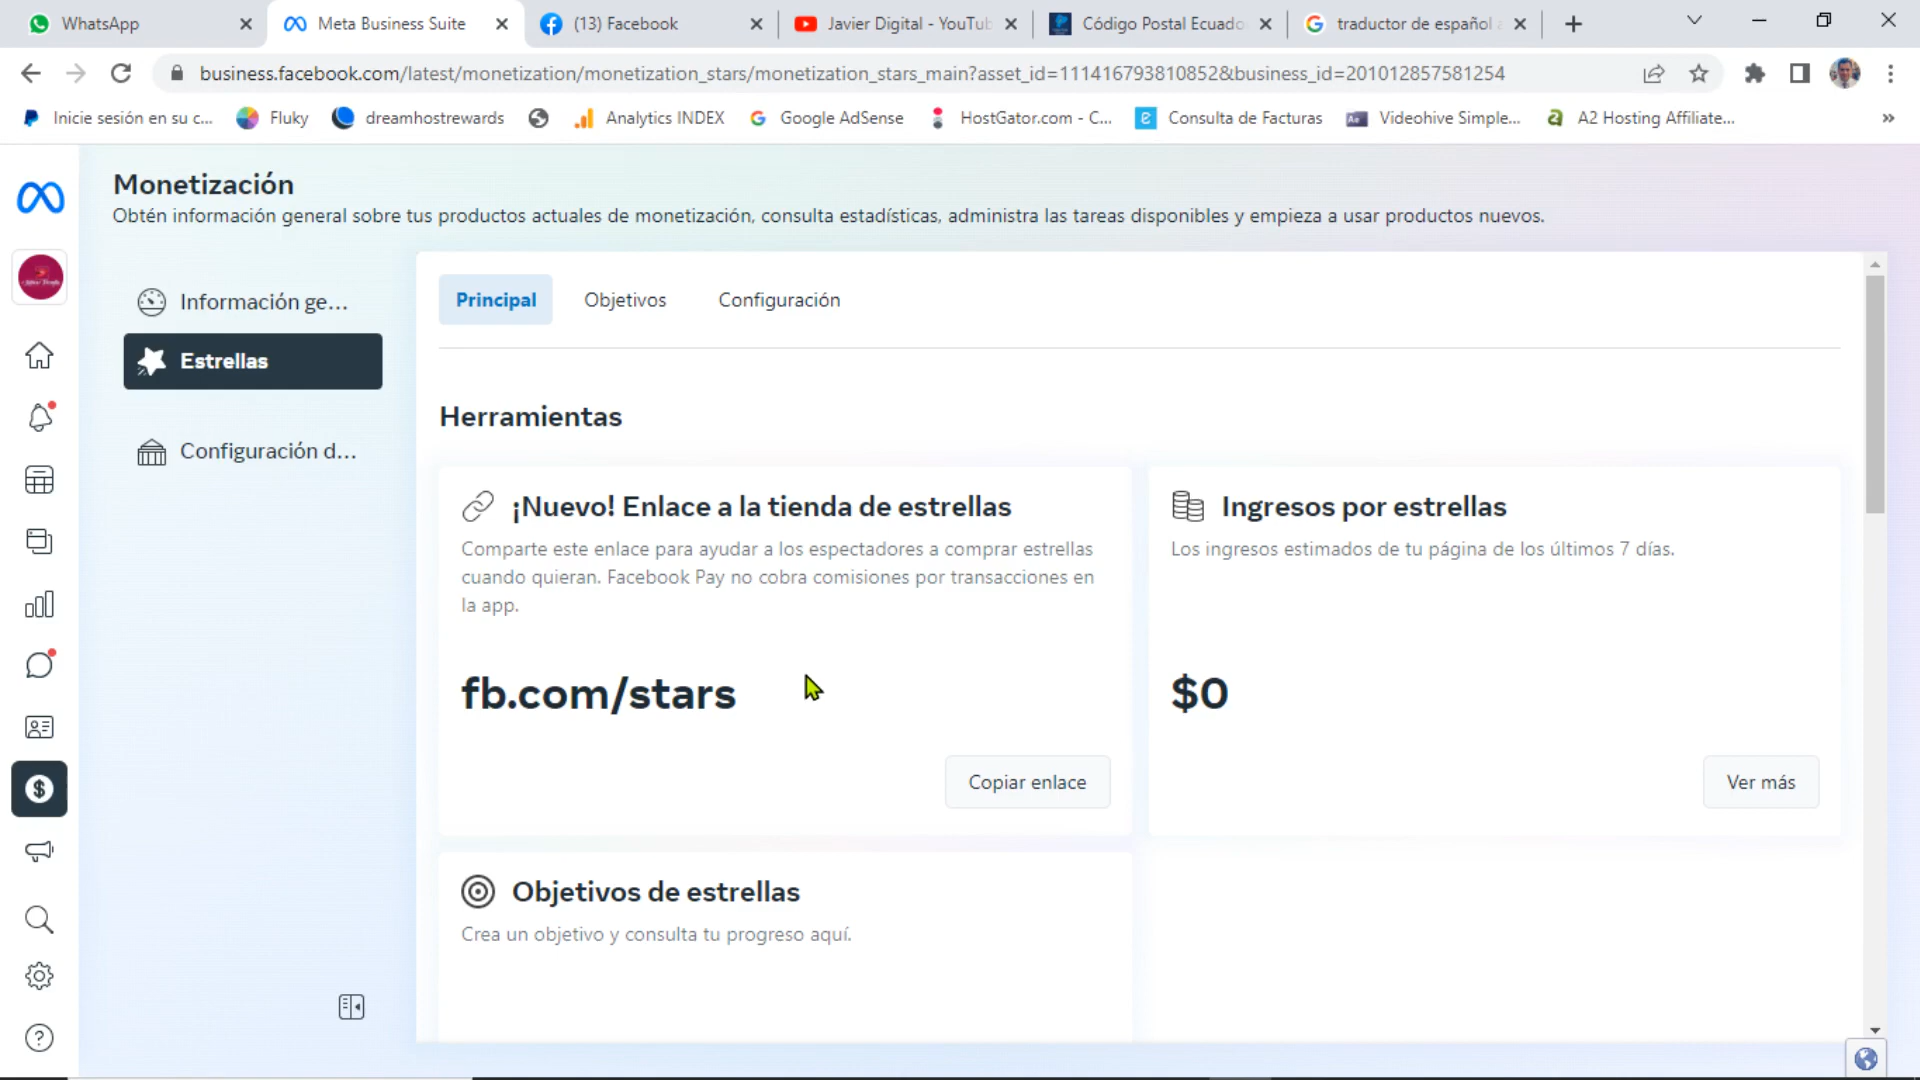 WhatsApp
Meta Business Suite
(13) Facebook
Javier Digital - YouTub
Código Postal Ecuado
traductor de español a
business.facebook.com/latest/monetization/monetization_stars/monetization_stars_main?asset_id=111416793810852&business_id=201012857581254
Inicie sesión en su c...
Fluky
dreamhostrewards
Analytics INDEX
Google AdSense
HostGator.com - C...
Consulta de Facturas
Videohive Simple...
A2 Hosting Affiliate...
Monetización
Obtén información general sobre tus productos actuales de monetización, consulta estadísticas, administra las tareas disponibles y empieza a usar productos nuevos.
Información ge...
Estrellas
Configuración d...
Principal
Objetivos
Configuración
Herramientas
¡Nuevo! Enlace a la tienda de estrellas
Comparte este enlace para ayudar a los espectadores a comprar estrellas
cuando quieran. Facebook Pay no cobra comisiones por transacciones en
la app.
fb.com/stars
Copiar enlace
Ingresos por estrellas
Los ingresos estimados de tu página de los últimos 7 días.
$0
Ver más
Objetivos de estrellas
Crea un objetivo y consulta tu progreso aquí.